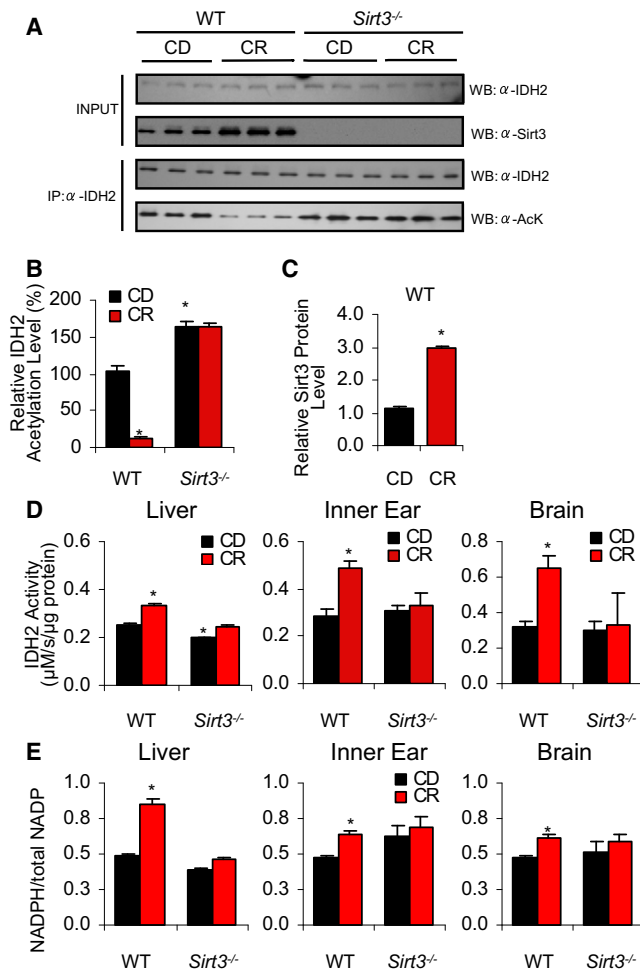 A
WT Sirt3-/-
CD CR CD CR
INPUT
WB: α-IDH2
WB: α-Sirt3
IP: α-IDH2
WB: α-IDH2
WB: α-AcK
B
Relative IDH2
Acetylation Level (%)
200
150
100
50
0
CD
CR
*
*
WT Sirt3-/-
C
WT
Relative Sirt3 Protein
Level
4.0
3.0
2.0
1.0
0.0
*
CD CR
D
Liver
IDH2 Activity
(µM/s/µg protein)
0.6
0.4
0.2
0.0
CD
CR
*
*
WT Sirt3-/-
Inner Ear
0.6
0.4
0.2
0.0
CD
CR
*
WT Sirt3-/-
Brain
0.8
0.6
0.4
0.2
0.0
CD
CR
*
WT Sirt3-/-
E
Liver
NADPH/total NADP
1.0
0.8
0.5
0.3
0.0
*
WT Sirt3-/-
Inner Ear
1.0
0.8
0.5
0.3
0.0
CD
CR
*
WT Sirt3-/-
Brain
1.0
0.8
0.5
0.3
0.0
CD
CR
*
WT Sirt3-/-